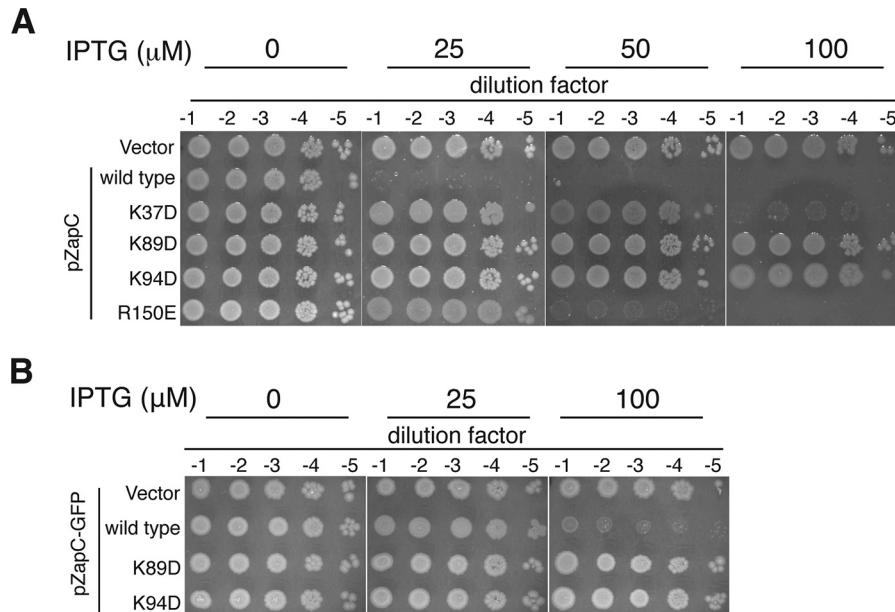 A
IPTG (μM) 0 25 50 100
dilution factor
-1 -2 -3 -4 -5 -1 -2 -3 -4 -5 -1 -2 -3 -4 -5 -1 -2 -3 -4 -5
Vector
wild type
K37D
K89D
K94D
R150E
pZapC
B
IPTG (μM) 0 25 100
dilution factor
-1 -2 -3 -4 -5 -1 -2 -3 -4 -5 -1 -2 -3 -4 -5
Vector
wild type
K89D
K94D
pZapC-GFP